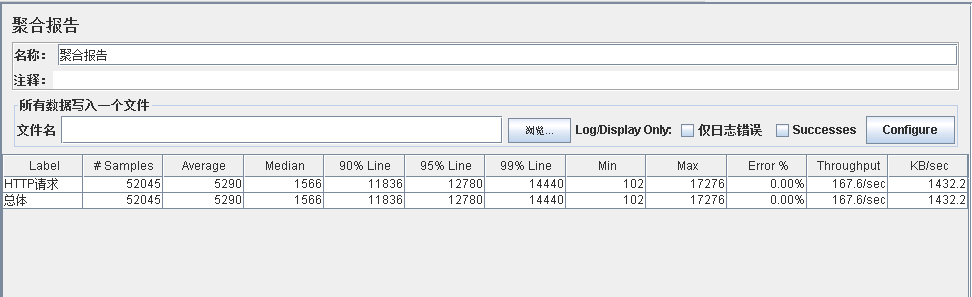 聚合报告
名称： 聚合报告
注释：
所有数据写入一个文件
文件名 浏览... Log/Display Only: 仅日志错误 Successes Configure
Label # Samples Average Median 90% Line 95% Line 99% Line Min Max Error % Throughput KB/sec
HTTP请求 52045 5290 1566 11836 12780 14440 102 17276 0.00% 167.6/sec 1432.2
总体 52045 5290 1566 11836 12780 14440 102 17276 0.00% 167.6/sec 1432.2